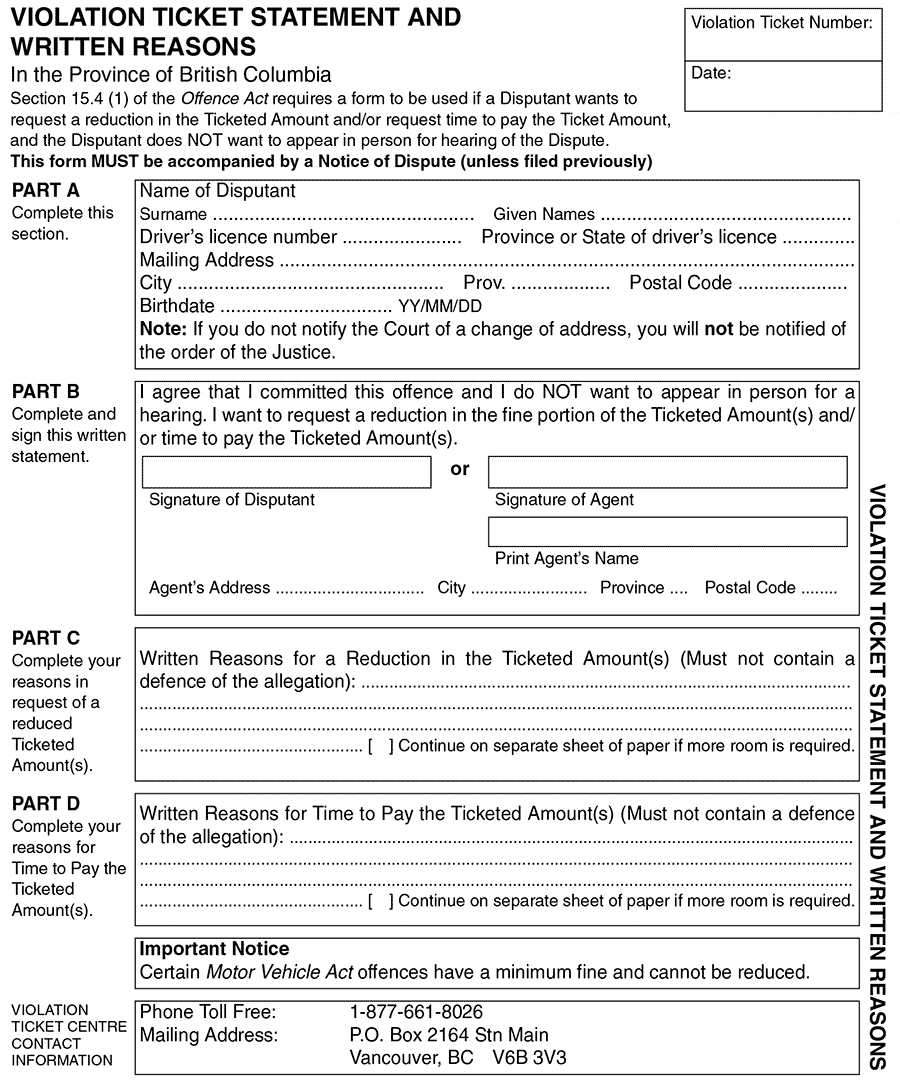 VIOLATION TICKET STATEMENT AND
WRITTEN REASONS
In the Province of British Columbia
Section 15.4 (1) of the Offence Act requires a form to be used if a Disputant wants to
request a reduction in the Ticketed Amount and/or request time to pay the Ticket Amount,
and the Disputant does NOT want to appear in person for hearing of the Dispute.
This form MUST be accompanied by a Notice of Dispute (unless filed previously)
Violation Ticket Number:
Date:
PART A
Complete this
section.
Name of Disputant
Surname ................................................ Given Names ..............................................
Driver's licence number ..................... Province or State of driver's licence .............
Mailing Address ......................................................................................................
City ............................................... Prov. .................. Postal Code ....................
Birthdate ............................... YY/MM/DD
Note: If you do not notify the Court of a change of address, you will not be notified of
the order of the Justice.
PART B
Complete and
sign this written
statement.
I agree that I committed this offence and I do NOT want to appear in person for a
hearing. I want to request a reduction in the fine portion of the Ticketed Amount(s) and/
or time to pay the Ticketed Amount(s).
or
Signature of Disputant
Signature of Agent
Print Agent's Name
Agent's Address ................................ City ......................... Province .... Postal Code ........
PART C
Complete your
reasons in
request of a
reduced
Ticketed
Amount(s).
Written Reasons for a Reduction in the Ticketed Amount(s) (Must not contain a
defence of the allegation): .......................................................................................
................................................................................................................................
................................................................................................................................
........................................ [ ] Continue on separate sheet of paper if more room is required.
PART D
Complete your
reasons for
Time to Pay the
Ticketed
Amount(s).
Written Reasons for Time to Pay the Ticketed Amount(s) (Must not contain a defence
of the allegation): ....................................................................................................
................................................................................................................................
................................................................................................................................
........................................ [ ] Continue on separate sheet of paper if more room is required.
Important Notice
Certain Motor Vehicle Act offences have a minimum fine and cannot be reduced.
VIOLATION
TICKET CENTRE
CONTACT
INFORMATION
Phone Toll Free: 1-877-661-8026
Mailing Address: P.O. Box 2164 Stn Main
Vancouver, BC V6B 3V3
VIOLATION TICKET STATEMENT AND WRITTEN REASONS